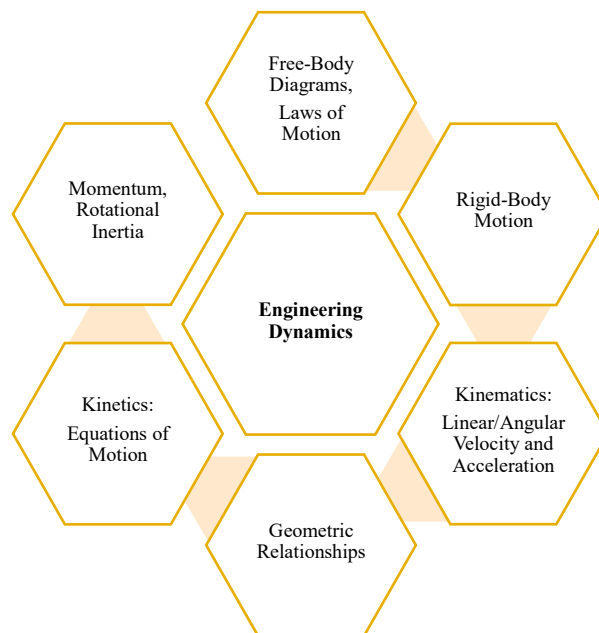 Free-Body
Diagrams,
Laws of
Motion
Momentum,
Rotational
Inertia
Rigid-Body
Motion
Engineering
Dynamics
Kinetics:
Equations of
Motion
Kinematics:
Linear/Angular
Velocity and
Acceleration
Geometric
Relationships